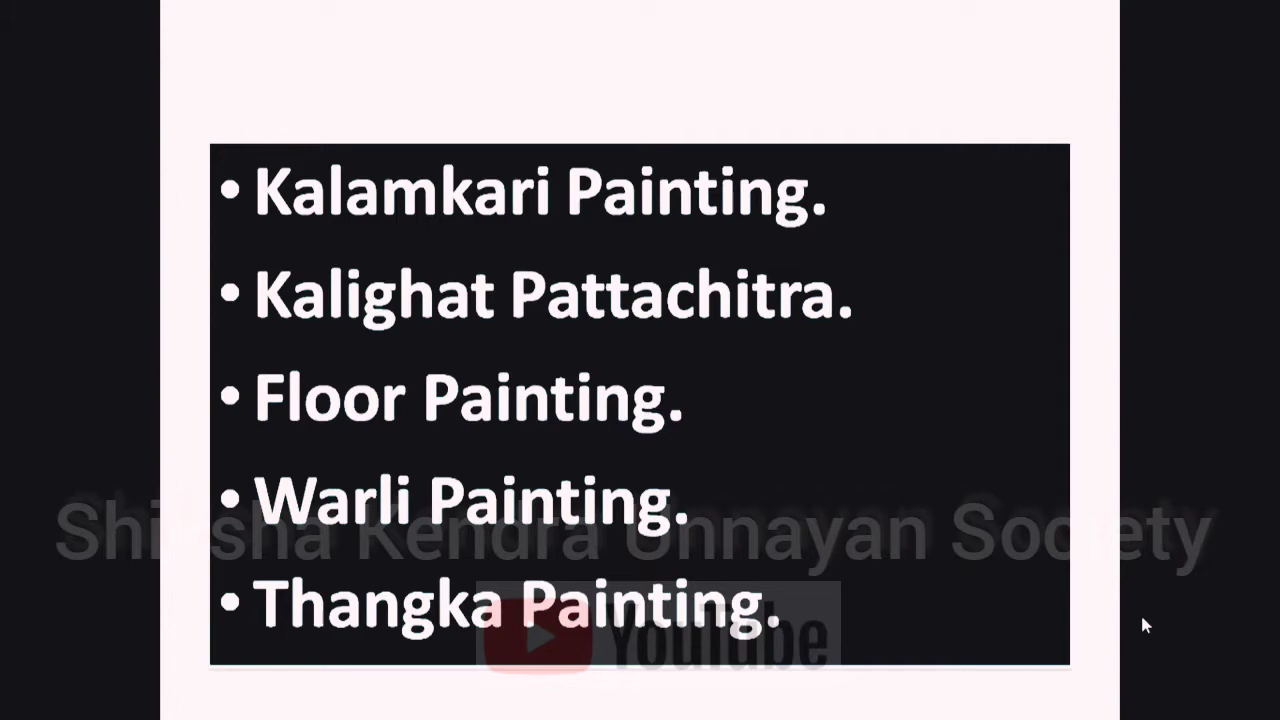 • Kalamkari Painting.
• Kalighat Pattachitra.
• Floor Painting.
• Warli Painting.
Shiksha Kendra Unnayan Society
• Thangka Painting.
YouTube